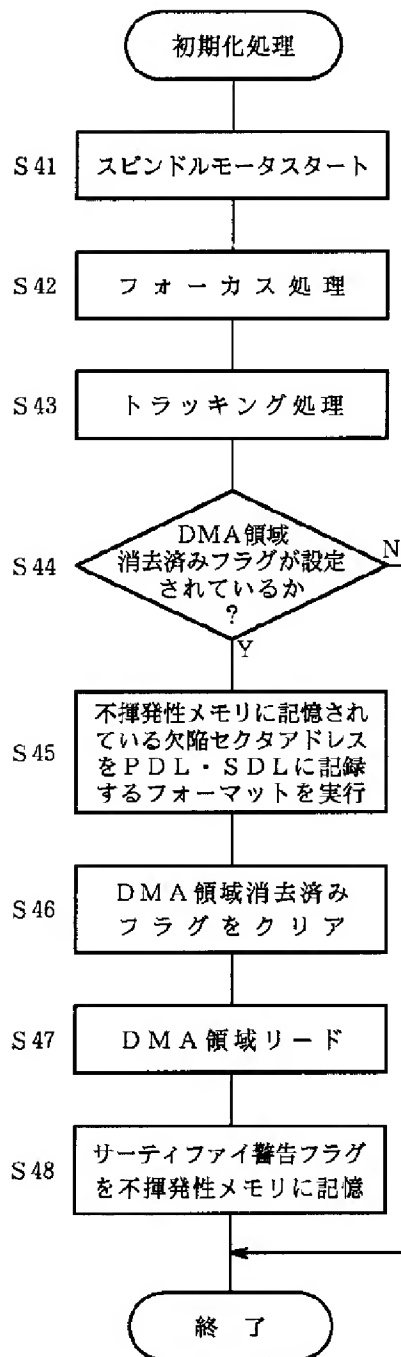 初期化処理
S41 スピンドルモータスタート
S42 フォーカス処理
S43 トラッキング処理
DMA領域
消去済みフラグが設定
されているか
?
S44
N
Y
不揮発性メモリに記憶され
ている欠陥セクタアドレス
をPDL・SDLに記録
するフォーマットを実行
S45
DMA領域消去済み
フラグをクリア
S46
S47 DMA領域リード
サーティファイ警告フラグ
を不揮発性メモリに記憶
S48
終了